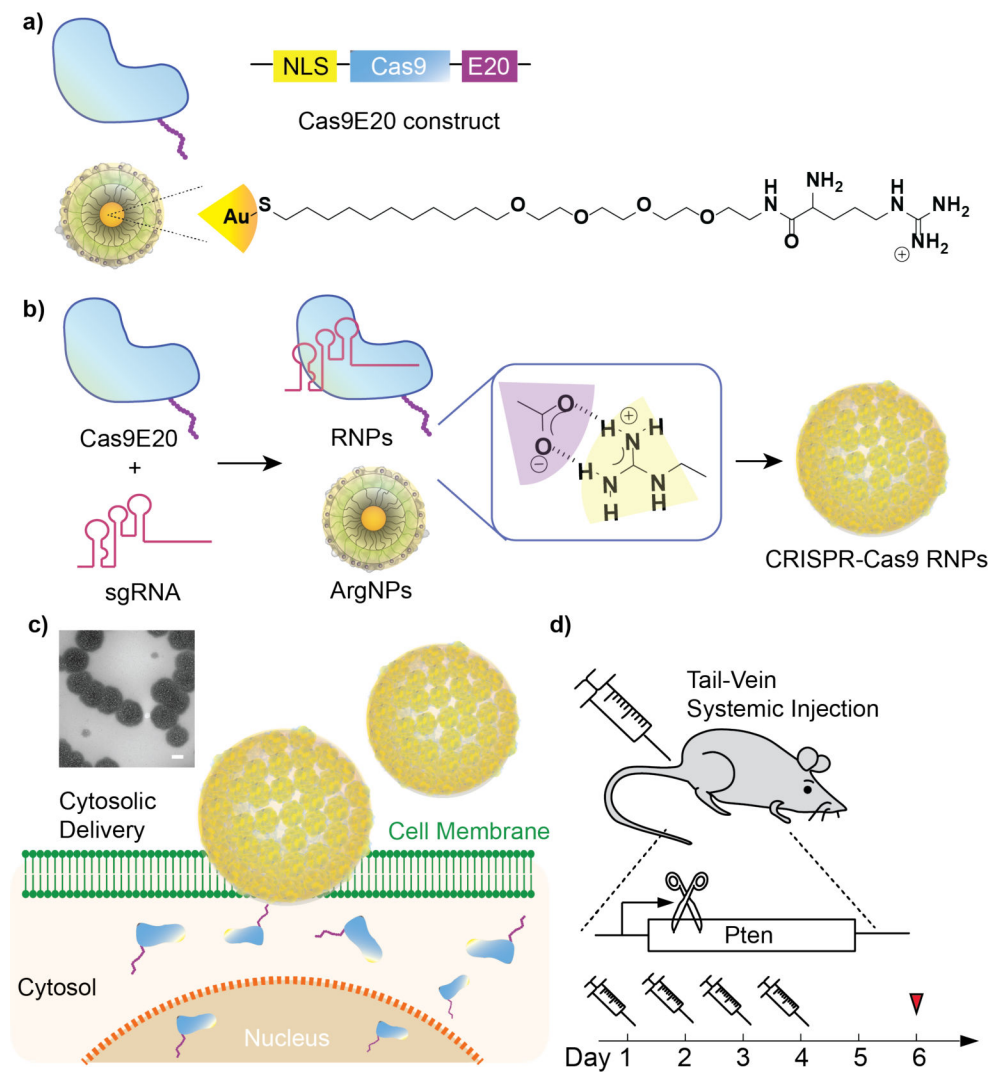 a)
NLS
Cas9
E20
Cas9E20 construct
Au
S
O
O
O
O
H
N
O
NH2
H
N
NH2
NH2
⊕
b)
Cas9E20
+
sgRNA
RNPs
ArgNPs
O
O
⊖
⊕
H
H
N
H
N
H
N
H
CRISPR-Cas9 RNPs
c)
Cytosolic
Delivery
Cell Membrane
Cytosol
Nucleus
d)
Tail-Vein
Systemic Injection
Pten
Day 1 2 3 4 5 6